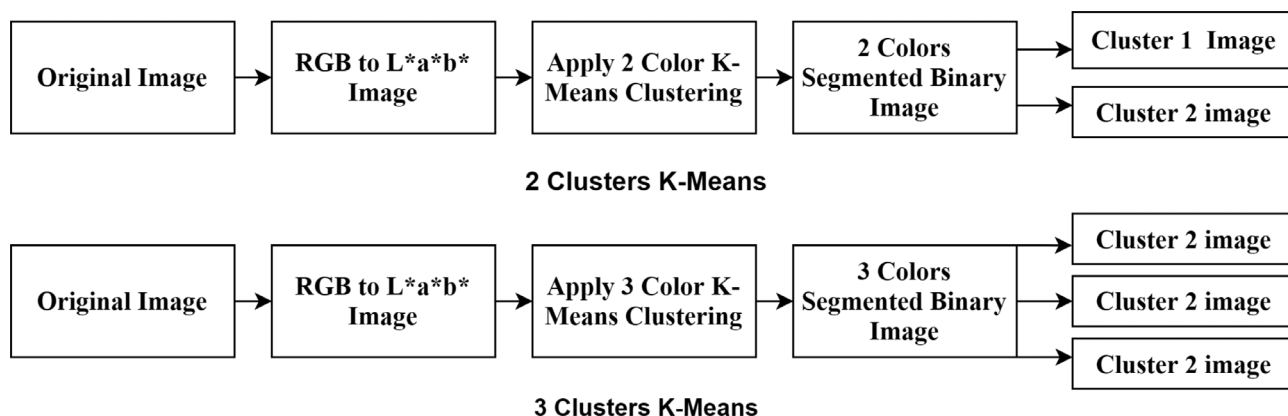 Original Image
RGB to L*a*b*
Image
Apply 2 Color K-
Means Clustering
2 Colors
Segmented Binary
Image
Cluster 1 Image
Cluster 2 image
2 Clusters K-Means
Original Image
RGB to L*a*b*
Image
Apply 3 Color K-
Means Clustering
3 Colors
Segmented Binary
Image
Cluster 2 image
Cluster 2 image
Cluster 2 image
3 Clusters K-Means